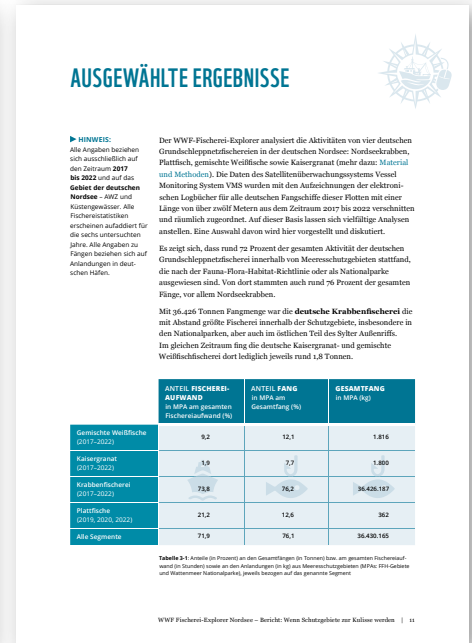 AUSGEWÄHLTE ERGEBNISSE
▶ HINWEIS:
Alle Angaben beziehen
sich ausschließlich auf
den Zeitraum 2017
bis 2022 und auf das
Gebiet der deutschen
Nordsee – AWZ und
Küstengewässer. Alle
Fischereistatistiken
erscheinen aufaddiert für
die sechs untersuchten
Jahre. Alle Angaben zu
Fängen beziehen sich auf
Anlandungen in deut-
schen Häfen.
Der WWF-Fischerei-Explorer analysiert die Aktivitäten von vier deutschen
Grundschleppnetzfischereien in der deutschen Nordsee: Nordseekrabben,
Plattfisch, gemischte Weißfische sowie Kaisergranat (mehr dazu: Material
und Methoden). Die Daten des Satellitenüberwachungssystems Vessel
Monitoring System VMS wurden mit den Aufzeichnungen der elektroni-
schen Logbücher für alle deutschen Fangschiffe dieser Flotten mit einer
Länge von über zwölf Metern aus dem Zeitraum 2017 bis 2022 verschnitten
und räumlich zugeordnet. Auf dieser Basis lassen sich vielfältige Analysen
anstellen. Eine Auswahl davon wird hier vorgestellt und diskutiert.
Es zeigt sich, dass rund 72 Prozent der gesamten Aktivität der deutschen
Grundschleppnetzfischerei innerhalb von Meeresschutzgebieten stattfand,
die nach der Fauna-Flora-Habitat-Richtlinie oder als Nationalparke
ausgewiesen sind. Von dort stammten auch rund 76 Prozent der gesamten
Fänge, vor allem Nordseekrabben.
Mit 36.426 Tonnen Fangmenge war die deutsche Krabbenfischerei die
mit Abstand größte Fischerei innerhalb der Schutzgebiete, insbesondere in
den Nationalparken, aber auch im östlichen Teil des Sylter Außenriffs.
Im gleichen Zeitraum fing die deutsche Kaisergranat- und gemischte
Weißfischfischerei dort lediglich jeweils rund 1,8 Tonnen.
ANTEIL FISCHEREI-
AUFWAND
in MPA am gesamten
Fischereiaufwand (%)
ANTEIL FANG
in MPA am
Gesamtfang (%)
GESAMTFANG
in MPA (kg)
Gemischte Weißfische
(2017–2022)
9,2 12,1 1.816
Kaisergranat
(2017–2022)
1,9 7,7 1.800
Krabbenfischerei
(2017–2022)
73,8 76,2 36.426.187
Plattfische
(2019, 2020, 2022)
21,2 12,6 362
Alle Segmente 71,9 76,1 36.430.165
Tabelle 3-1: Anteile (in Prozent) an den Gesamtfängen (in Tonnen) bzw. am gesamten Fischereiauf-
wand (in Stunden) sowie an den Anlandungen (in kg) aus Meeresschutzgebieten (MPAs: FFH-Gebiete
und Wattenmeer Nationalparke), jeweils bezogen auf das genannte Segment
WWF Fischerei-Explorer Nordsee – Bericht: Wenn Schutzgebiete zur Kulisse werden | 11